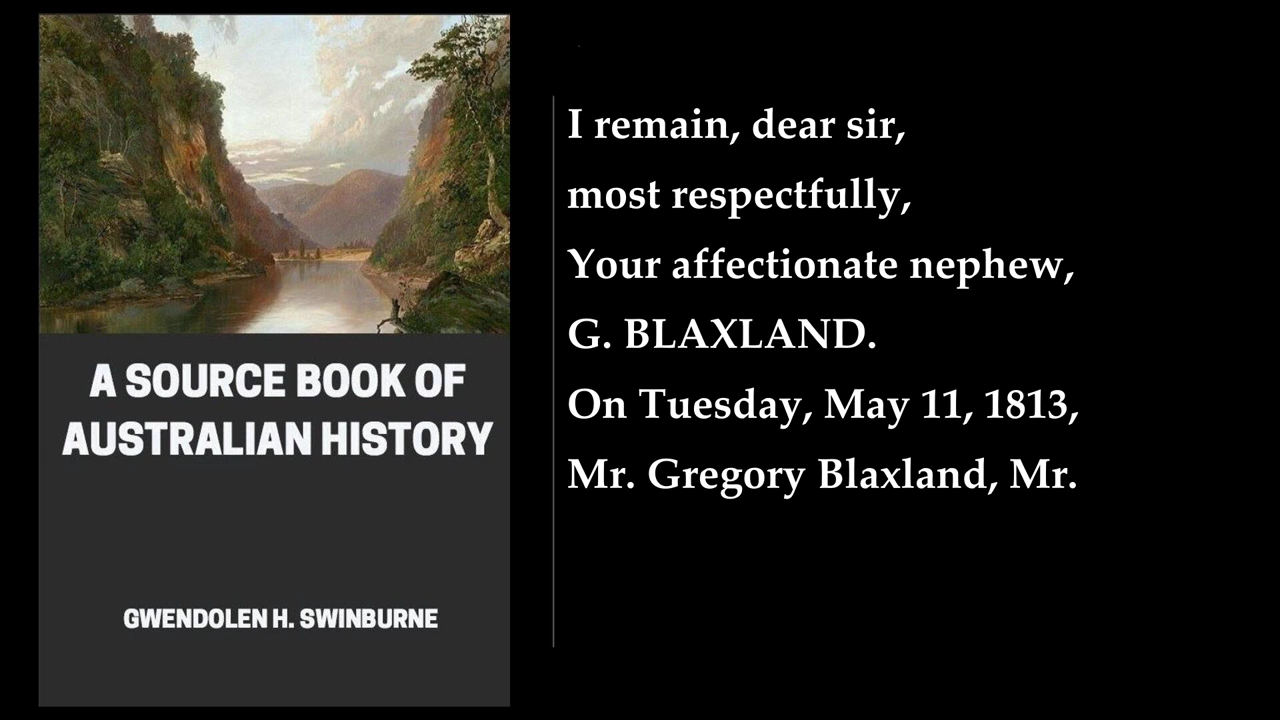 A SOURCE BOOK OF
AUSTRALIAN HISTORY
GWENDOLEN H. SWINBURNE
I remain, dear sir,
most respectfully,
Your affectionate nephew,
G. BLAXLAND.
On Tuesday, May 11, 1813,
Mr. Gregory Blaxland, Mr.